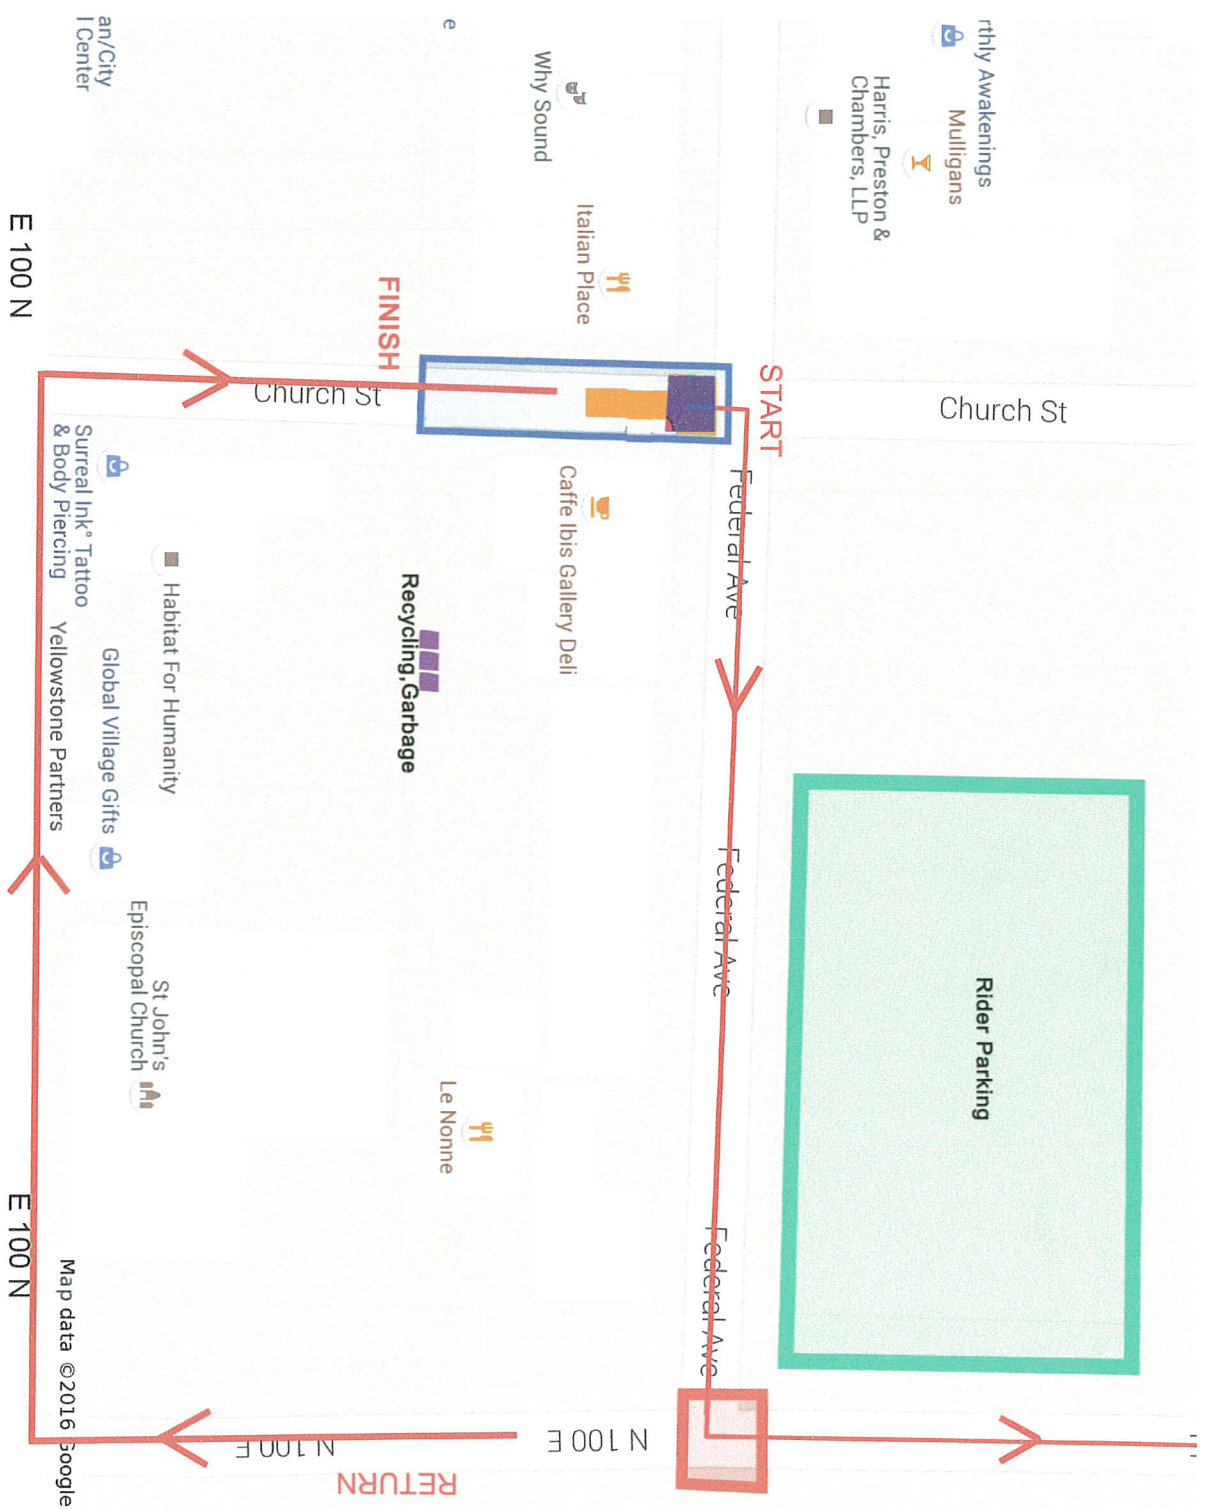 rthly Awakenings
Mulligans
Harris, Preston &
Chambers, LLP
e
Why Sound
Italian Place
an/City
l Center
E 100 N
FINISH
START
Church St
Church St
Federal Ave
Federal Ave
Federal Ave
Caffe Ibis Gallery Deli
Recycling,Garbage
Surreal Ink® Tattoo
& Body Piercing
Habitat For Humanity
Global Village Gifts
Yellowstone Partners
St John's
Episcopal Church
Le Nonne
Rider Parking
N 100 E
N 100 E
RETURN
E 100 N
Map data ©2016 Google